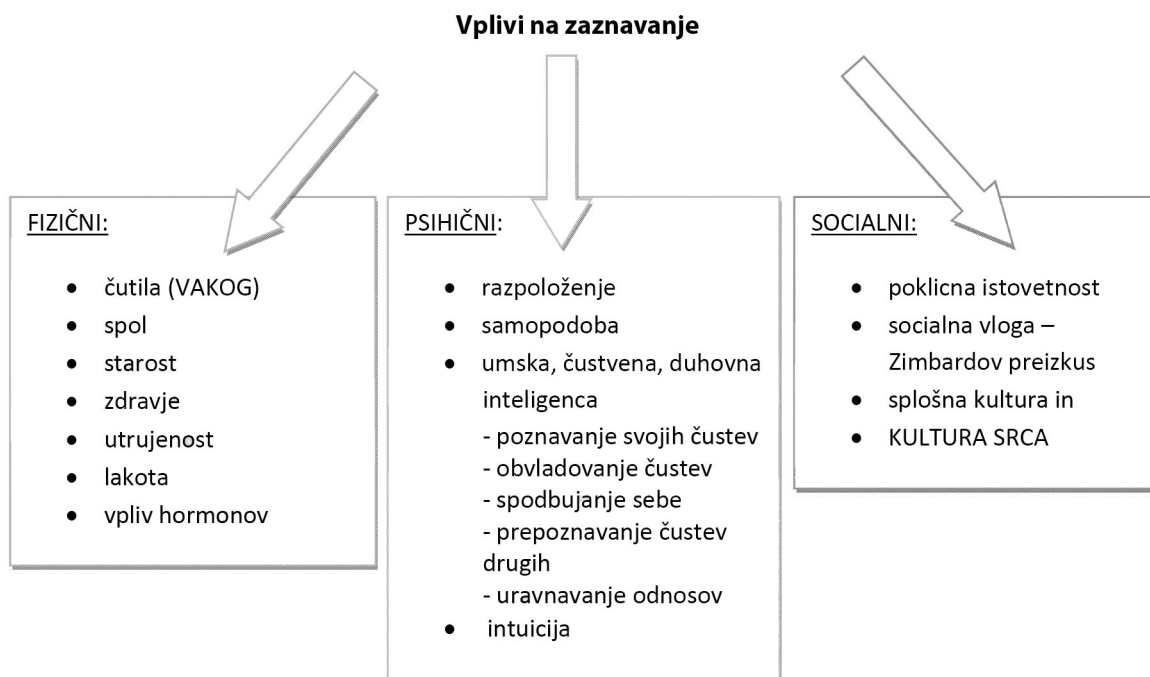 Vplivi na zaznavanje
FIZIČNI:
• čutila (VAKOG)
• spol
• starost
• zdravje
• utrujenost
• lakota
• vpliv hormonov
PSIHIČNI:
• razpoloženje
• samopodoba
• umska, čustvena, duhovna
inteligenca
- poznavanje svojih čustev
- obvladovanje čustev
- spodbujanje sebe
- prepoznavanje čustev
drugih
- uravnavanje odnosov
• intuicija
SOCIALNI:
• poklicna istovetnost
• socialna vloga –
Zimbardov preizkus
• splošna kultura in
• KULTURA SRCA